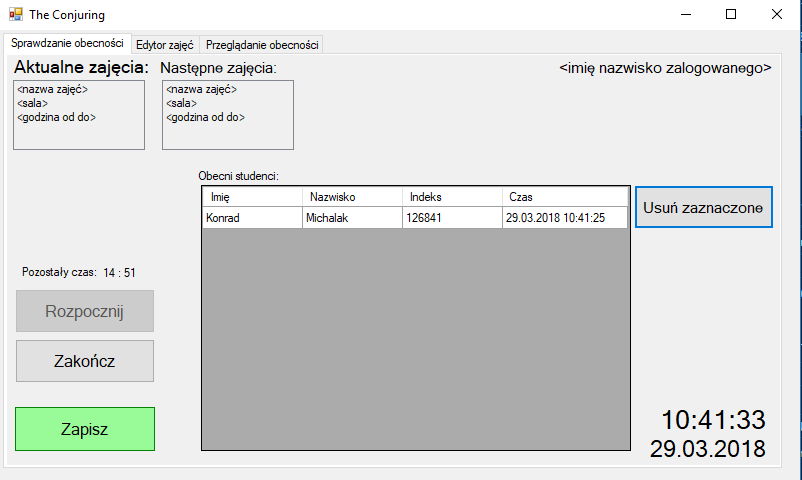 The Conjuring
Sprawdzanie obecności Edytor zajęć Przeglądanie obecności
Aktualne zajęcia: Następne zajęcia: <imię nazwisko zalogowanego>
<nazwa zajęć> <nazwa zajęć>
<sala> <sala>
<godzina od do> <godzina od do>
Obecni studenci:
Imię Nazwisko Indeks Czas
Konrad Michalak 126841 29.03.2018 10:41:25
Usuń zaznaczone
Pozostały czas: 14 : 51
Rozpocznij
Zakończ
Zapisz
10:41:33
29.03.2018